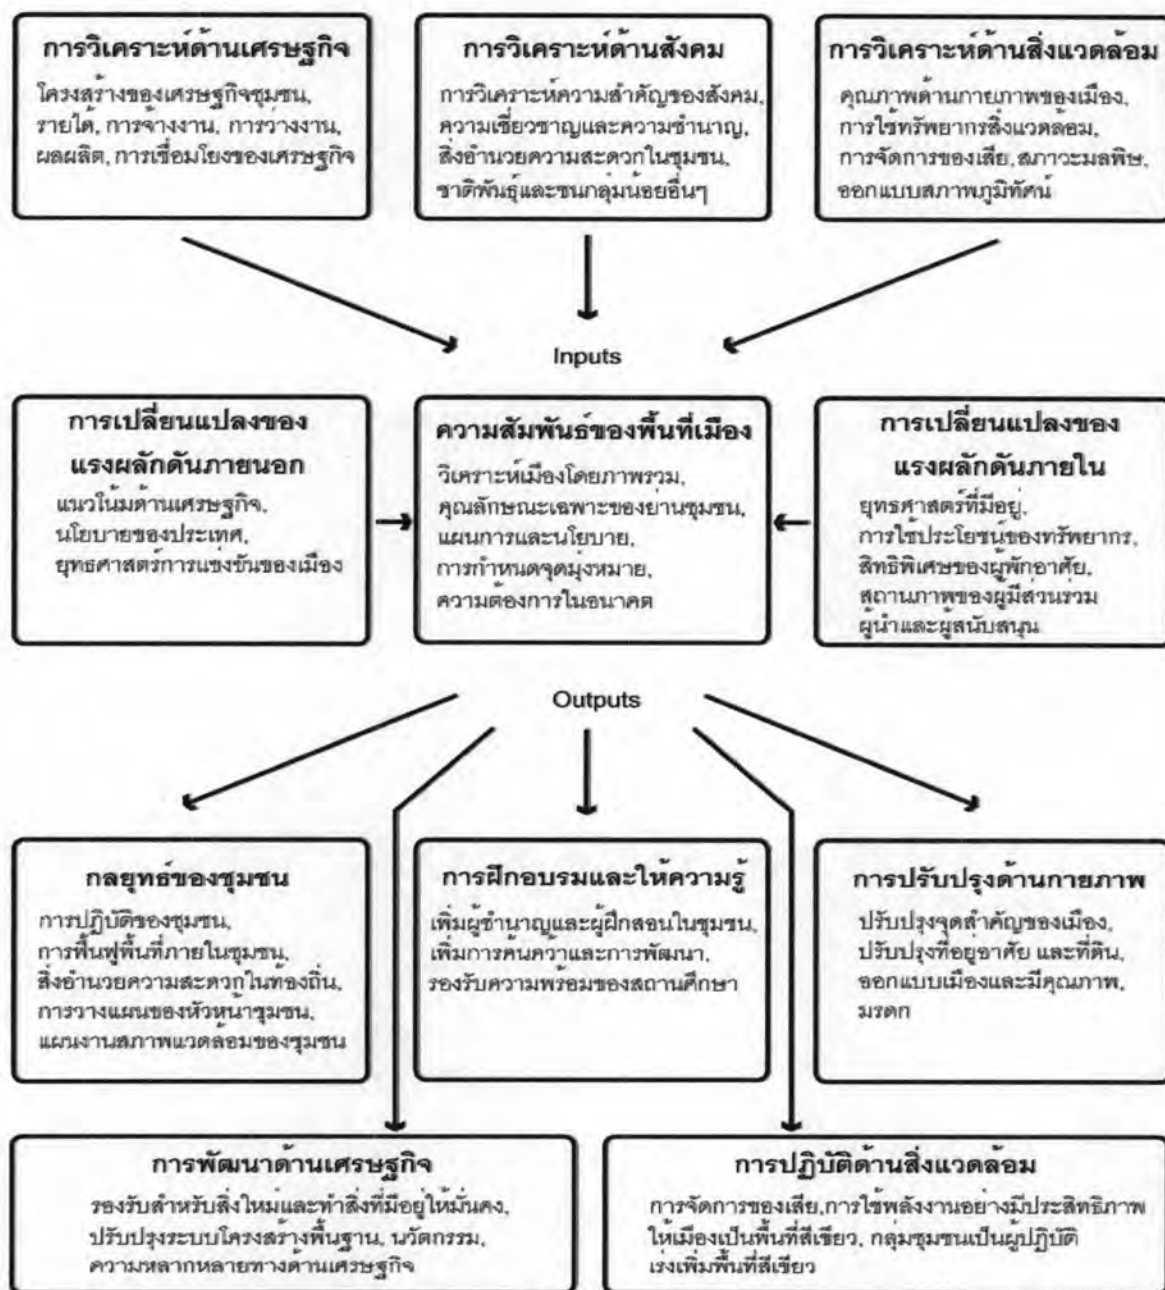 การวิเคราะห์ด้านเศรษฐกิจ
โครงสร้างของเศรษฐกิจชุมชน,
รายได้, การจ้างงาน, การว่างงาน,
ผลผลิต, การเชื่อมโยงของเศรษฐกิจ
การวิเคราะห์ด้านสังคม
การวิเคราะห์ความสำคัญของสังคม,
ความเชี่ยวชาญและความชำนาญ,
สิ่งอำนวยความสะดวกในชุมชน,
ชาติพันธุ์และชนกลุ่มน้อยอื่นๆ
การวิเคราะห์ด้านสิ่งแวดล้อม
คุณภาพด้านกายภาพของเมือง,
การใช้ทรัพยากรสิ่งแวดล้อม,
การจัดการของเสีย,สภาวะมลพิษ,
ออกแบบสภาพภูมิทัศน์
Inputs
การเปลี่ยนแปลงของ
แรงผลักดันภายนอก
แนวโน้มด้านเศรษฐกิจ,
นโยบายของประเทศ,
ยุทธศาสตร์การแข่งขันของเมือง
ความสัมพันธ์ของพื้นที่เมือง
วิเคราะห์เมืองโดยภาพรวม,
คุณลักษณะเฉพาะของย่านชุมชน,
แผนการและนโยบาย,
การกำหนดจุดมุ่งหมาย,
ความต้องการในอนาคต
การเปลี่ยนแปลงของ
แรงผลักดันภายใน
ยุทธศาสตร์ที่มีอยู่,
การใช้ประโยชน์ของทรัพยากร,
สิทธิพิเศษของผู้พักอาศัย,
สถานภาพของผู้มีส่วนร่วม
ผู้นำและผู้สนับสนุน
Outputs
กลยุทธ์ของชุมชน
การปฏิบัติของชุมชน,
การฟื้นฟูพื้นที่ภายในชุมชน,
สิ่งอำนวยความสะดวกในท้องถิ่น,
การวางแผนของหัวหน้าชุมชน,
แผนงานสภาพแวดล้อมของชุมชน
การฝึกอบรมและให้ความรู้
เพิ่มผู้ชำนาญและผู้ฝึกสอนในชุมชน,
เพิ่มการค้นคว้าและการพัฒนา,
รองรับความพร้อมของสถานศึกษา
การปรับปรุงด้านกายภาพ
ปรับปรุงจุดสำคัญของเมือง,
ปรับปรุงที่อยู่อาศัย และที่ดิน,
ออกแบบเมืองและมีคุณภาพ,
มรดก
การพัฒนาด้านเศรษฐกิจ
รองรับสำหรับสิ่งใหม่และทำสิ่งที่มีอยู่ให้มั่นคง,
ปรับปรุงระบบโครงสร้างพื้นฐาน, นวัตกรรม,
ความหลากหลายทางด้านเศรษฐกิจ
การปฏิบัติด้านสิ่งแวดล้อม
การจัดการของเสีย,การใช้พลังงานอย่างมีประสิทธิภาพ
ให้เมืองเป็นพื้นที่สีเขียว, กลุ่มชุมชนเป็นผู้ปฏิบัติ
เร่งเพิ่มพื้นที่สีเขียว